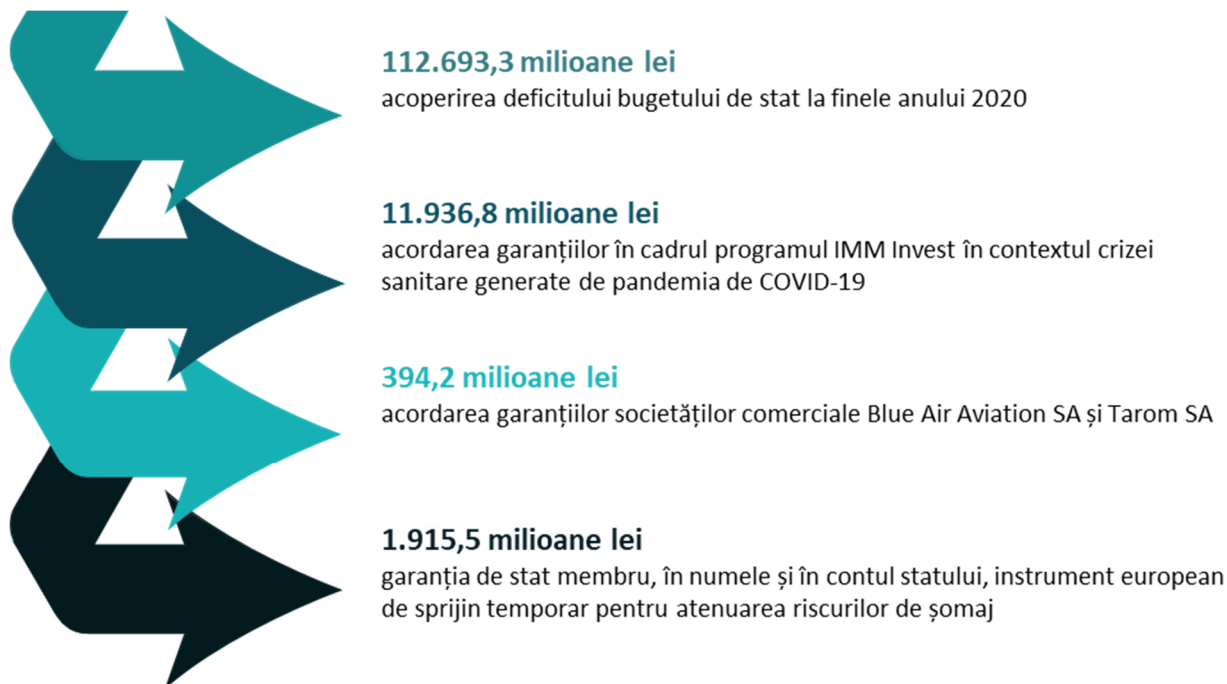 112.693,3 milioane lei
acoperirea deficitului bugetului de stat la finele anului 2020
11.936,8 milioane lei
acordarea garanțiilor în cadrul programul IMM Invest în contextul crizei
sanitare generate de pandemia de COVID-19
394,2 milioane lei
acordarea garanțiilor societăților comerciale Blue Air Aviation SA și Tarom SA
1.915,5 milioane lei
garanția de stat membru, în numele și în contul statului, instrument european
de sprijin temporar pentru atenuarea riscurilor de șomaj